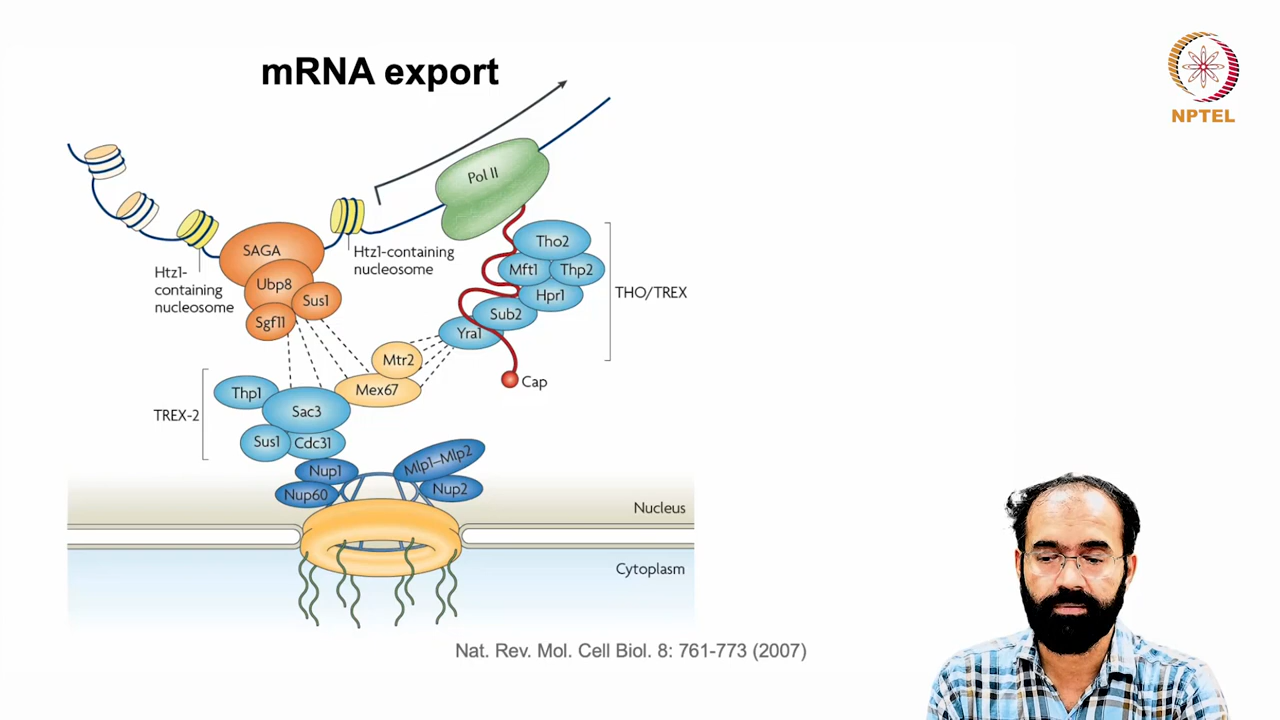 mRNA export
NPTEL
Pol II
Tho2
Mft1
Thp2
Hpr1
Sub2
Yra1
THO/TREX
SAGA
Ubp8
Sus1
Sgf11
Htz1-
containing
nucleosome
Htz1-containing
nucleosome
Mtr2
Mex67
Cap
Thp1
Sac3
TREX-2
Sus1
Cdc31
Nup1
Mlp1–Mlp2
Nup60
Nup2
Nucleus
Cytoplasm
Nat. Rev. Mol. Cell Biol. 8: 761-773 (2007)